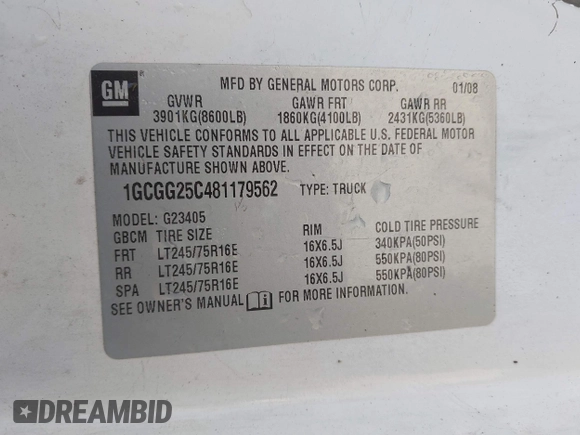 GM
MFD BY GENERAL MOTORS CORP. 01/08
GVWR GAWR FRT GAWR RR
3901KG(8600LB) 1860KG(4100LB) 2431KG(5360LB)
THIS VEHICLE CONFORMS TO ALL APPLICABLE U.S. FEDERAL MOTOR
VEHICLE SAFETY STANDARDS IN EFFECT ON THE DATE OF
MANUFACTURE SHOWN ABOVE.
1GCGG25C481179562 TYPE: TRUCK
MODEL: G23405
GBCM TIRE SIZE RIM COLD TIRE PRESSURE
FRT LT245/75R16E 16X6.5J 340KPA(50PSI)
RR LT245/75R16E 16X6.5J 550KPA(80PSI)
SPA LT245/75R16E 16X6.5J 550KPA(80PSI)
SEE OWNER'S MANUAL FOR MORE INFORMATION.
DREAMBID